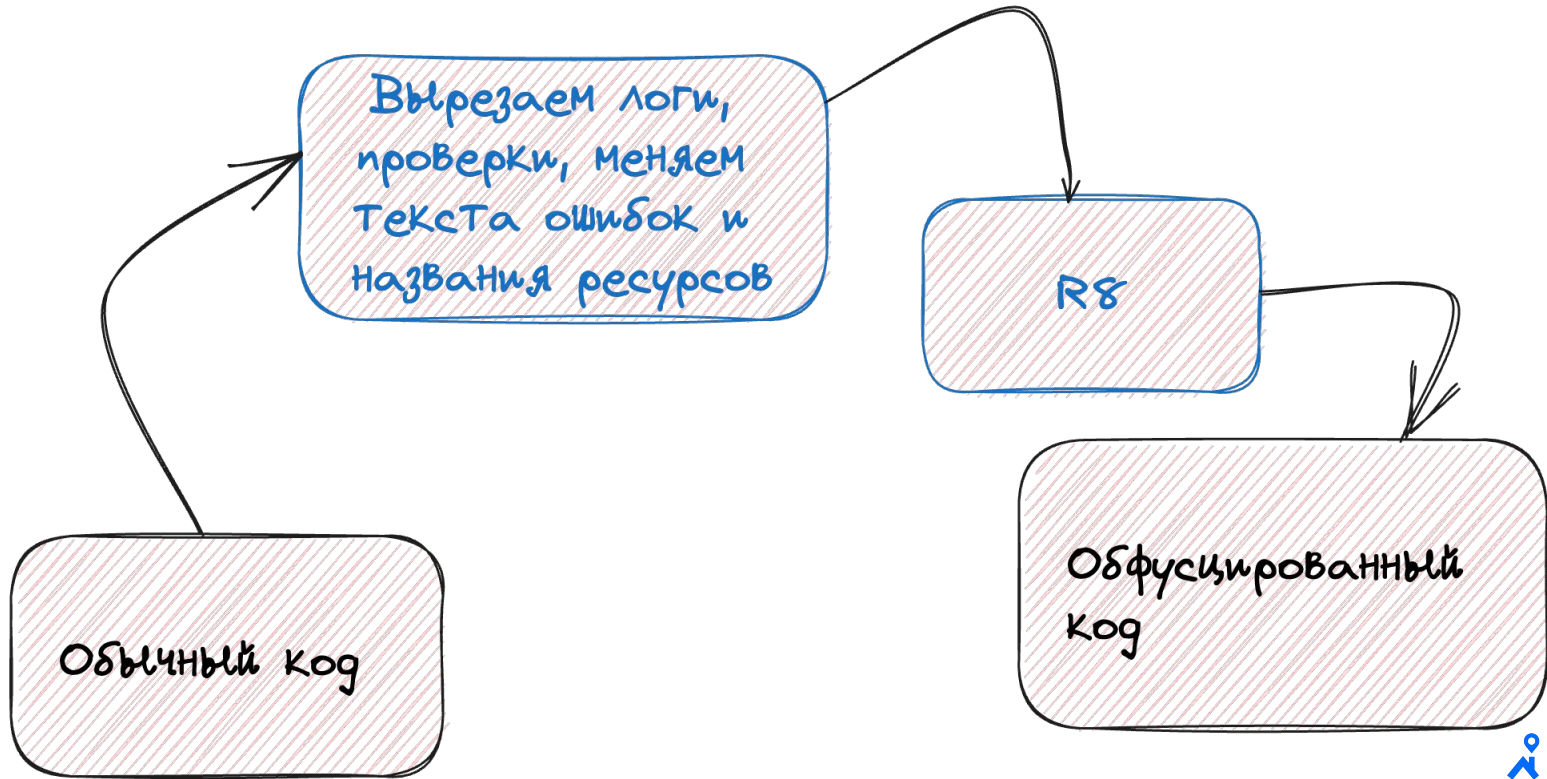 Вырезаем логи,
проверки, меняем
текста ошибок и
названия ресурсов
R8
Обфусцированный
код
Обычный код